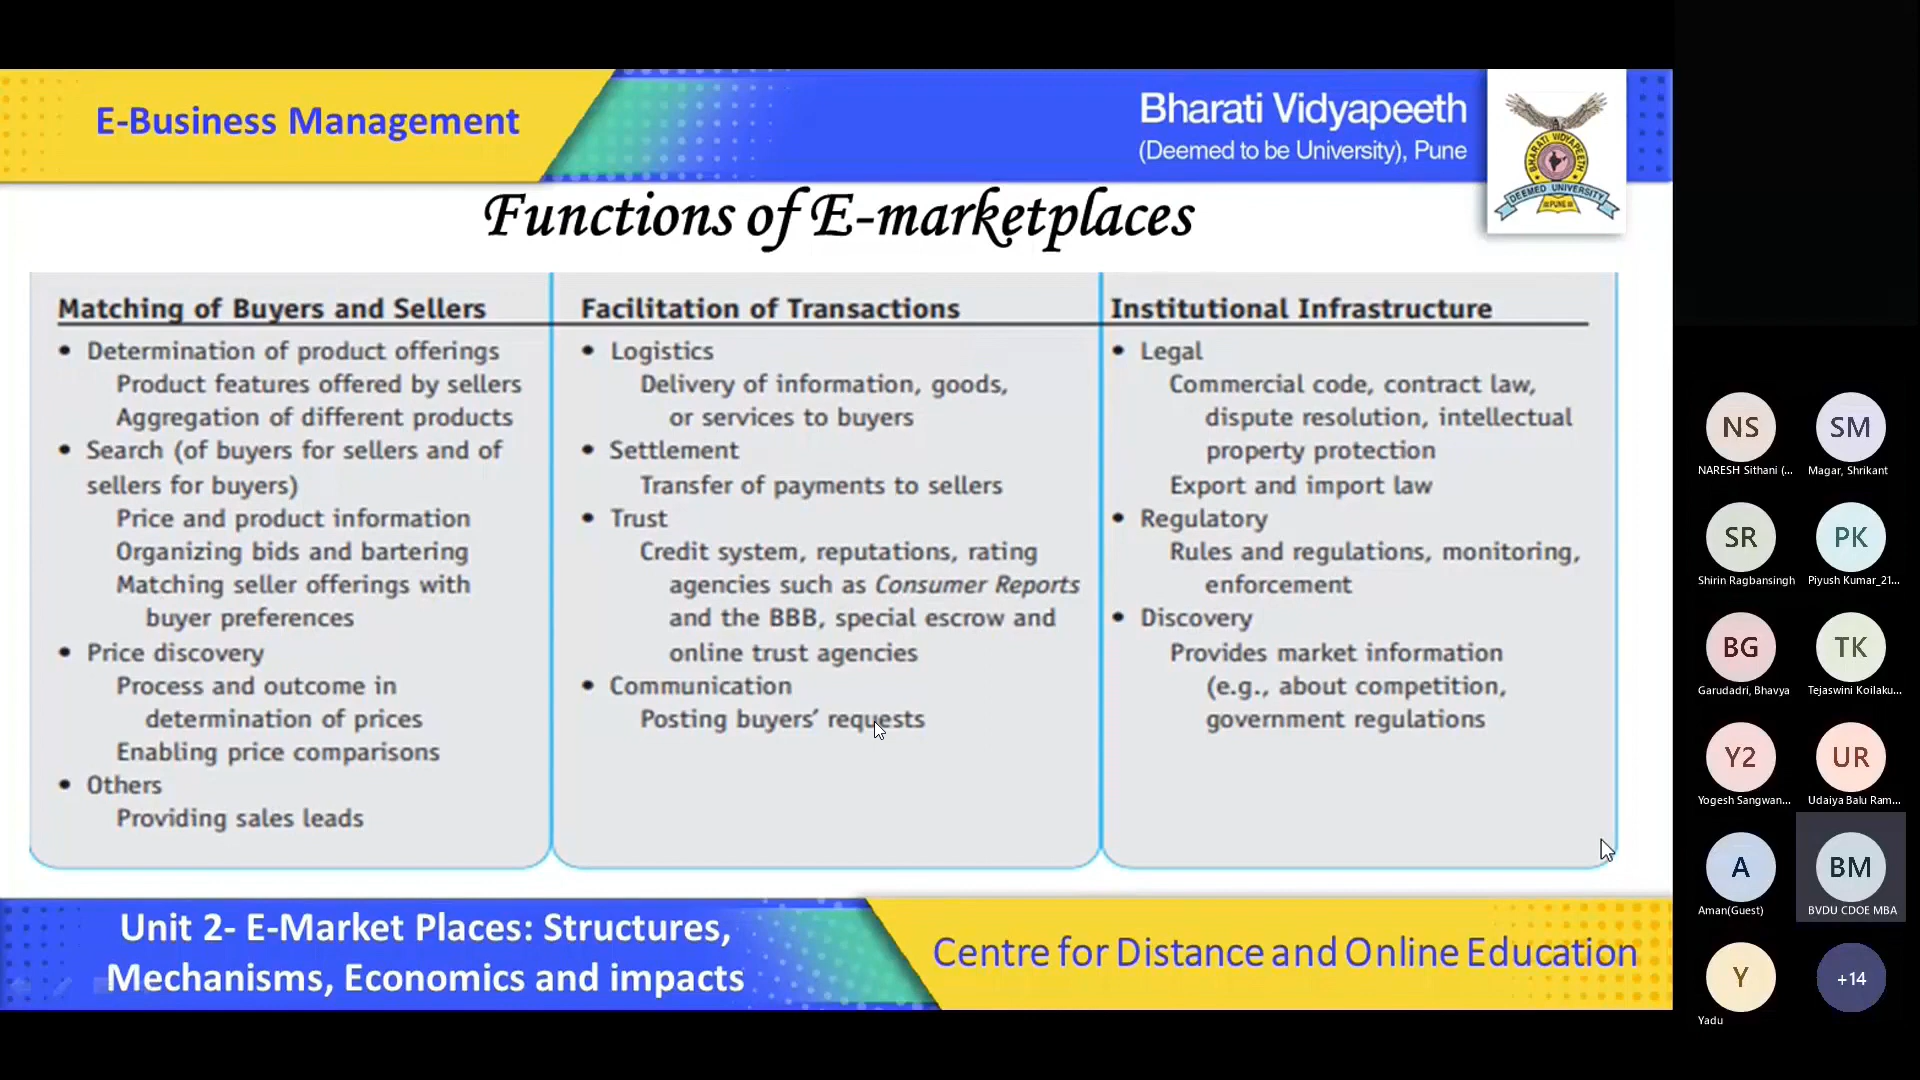 E-Business Management
Bharati Vidyapeeth
(Deemed to be University), Pune
BHARATI VIDYAPEETH
DEEMED UNIVERSITY
PUNE
Functions of E-marketplaces
Matching of Buyers and Sellers
• Determination of product offerings
Product features offered by sellers
Aggregation of different products
• Search (of buyers for sellers and of
sellers for buyers)
Price and product information
Organizing bids and bartering
Matching seller offerings with
buyer preferences
• Price discovery
Process and outcome in
determination of prices
Enabling price comparisons
• Others
Providing sales leads
Facilitation of Transactions
• Logistics
Delivery of information, goods,
or services to buyers
• Settlement
Transfer of payments to sellers
• Trust
Credit system, reputations, rating
agencies such as Consumer Reports
and the BBB, special escrow and
online trust agencies
• Communication
Posting buyers' requests
Institutional Infrastructure
• Legal
Commercial code, contract law,
dispute resolution, intellectual
property protection
Export and import law
• Regulatory
Rules and regulations, monitoring,
enforcement
• Discovery
Provides market information
(e.g., about competition,
government regulations
Unit 2- E-Market Places: Structures,
Mechanisms, Economics and impacts
Centre for Distance and Online Education
NS
NARESH Sithani (...
SM
Magar, Shrikant
SR
Shirin Ragbansingh
PK
Piyush Kumar_21...
BG
Garudadri, Bhavya
TK
Tejaswini Koilaku...
Y2
Yogesh Sangwan...
UR
Udaiya Balu Ram...
A
Aman(Guest)
BM
BVDU CDOE MBA
Y
Yadu
+14